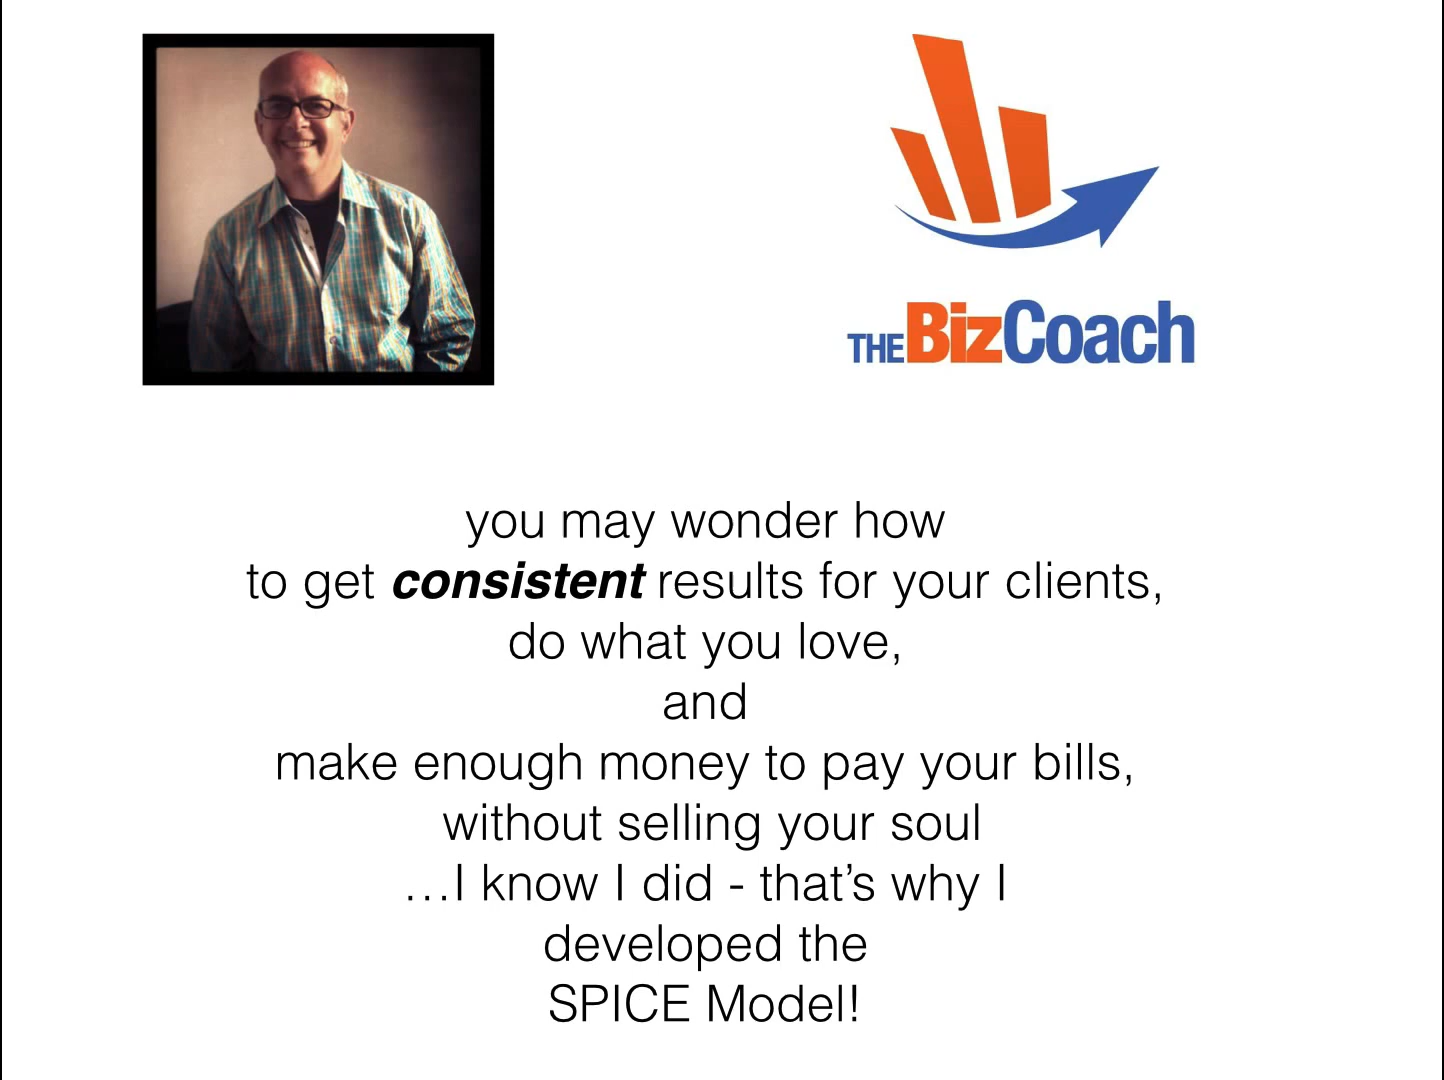 THE BizCoach
you may wonder how
to get consistent results for your clients,
do what you love,
and
make enough money to pay your bills,
without selling your soul
…I know I did - that’s why I
developed the
SPICE Model!